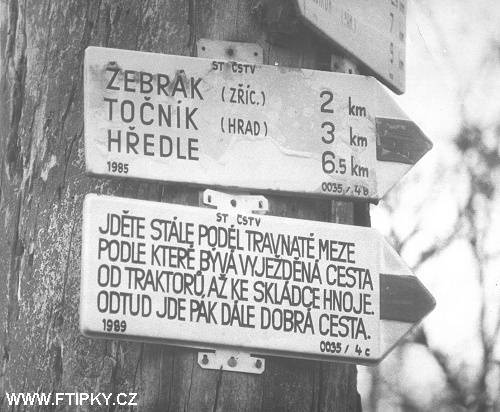 ST ČSTV
ŽEBRÁK (ZŘÍC.) 2 km
TOČNÍK (HRAD) 3 km
HŘEDLE 6.5 km
1985 0035/4B
ST ČSTV
JDĚTE STÁLE PODÉL TRAVNATÉ MEZE
PODLE KTERÉ BÝVÁ VYJEŽDĚNÁ CESTA
OD TRAKTORŮ, AŽ KE SKLÁDCE HNOJE.
ODTUD JDE PAK DÁLE DOBRÁ CESTA.
1989 0035/4C
WWW.FTIPKY.CZ